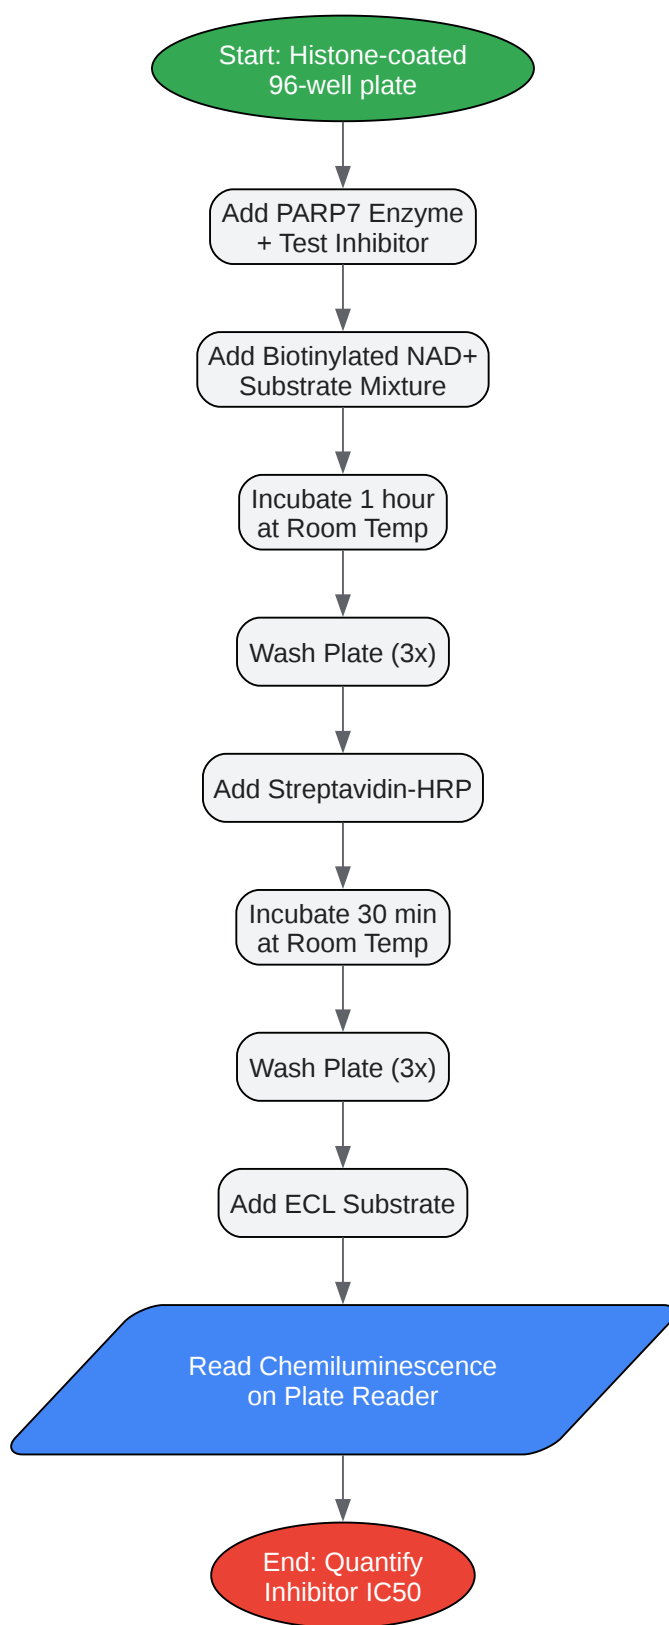 Start: Histone-coated
96-well plate
Add PARP7 Enzyme
+ Test Inhibitor
Add Biotinylated NAD+
Substrate Mixture
Incubate 1 hour
at Room Temp
Wash Plate (3x)
Add Streptavidin-HRP
Incubate 30 min
at Room Temp
Wash Plate (3x)
Add ECL Substrate
Read Chemiluminescence
on Plate Reader
End: Quantify
Inhibitor IC50